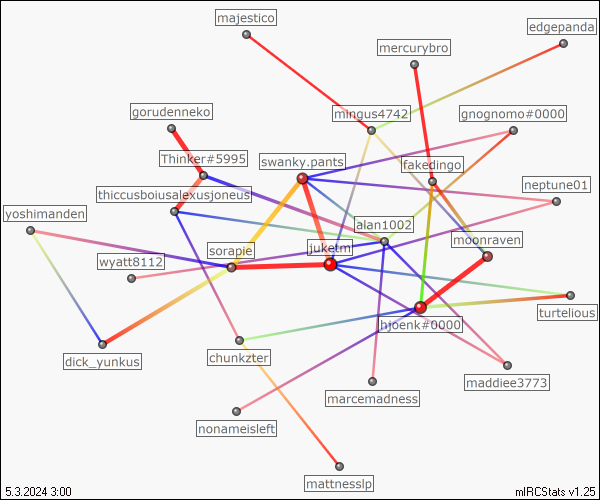 majestico
edgepanda
mercurybro
gorudenneko
mingus4742
gnognomo#0000
Thinker#5995
swanky.pants
fakedingo
neptune01
thiccusboiusalexusjoneus
yoshimanden
alan1002
moonraven
sorapie
juketm
wyatt8112
turtelious
hjoenk#0000
dick_yunkus
chunkzter
maddiee3773
marcemadness
nonameisleft
mattnesslp
5.3.2024 3:00
mIRCStats v1.25